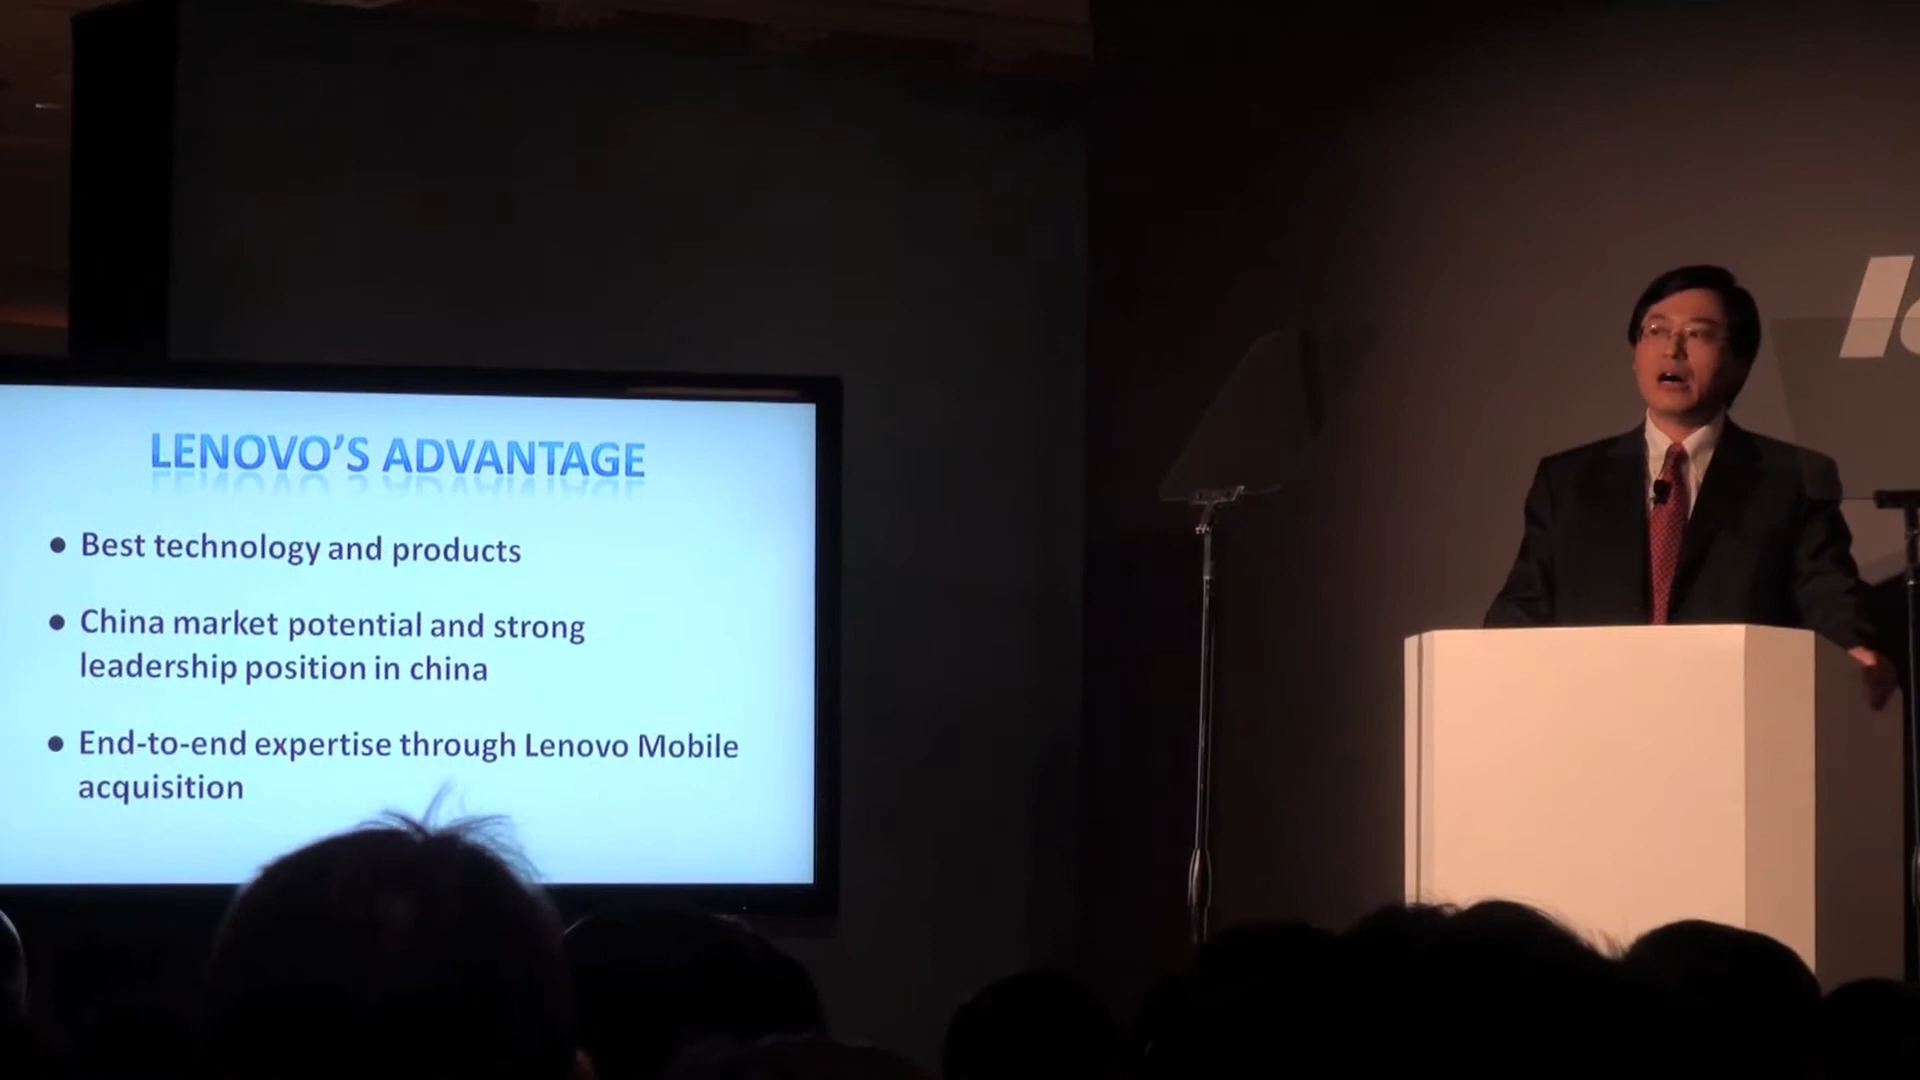 LENOVO'S ADVANTAGE
• Best technology and products
• China market potential and strong
leadership position in china
• End-to-end expertise through Lenovo Mobile
acquisition